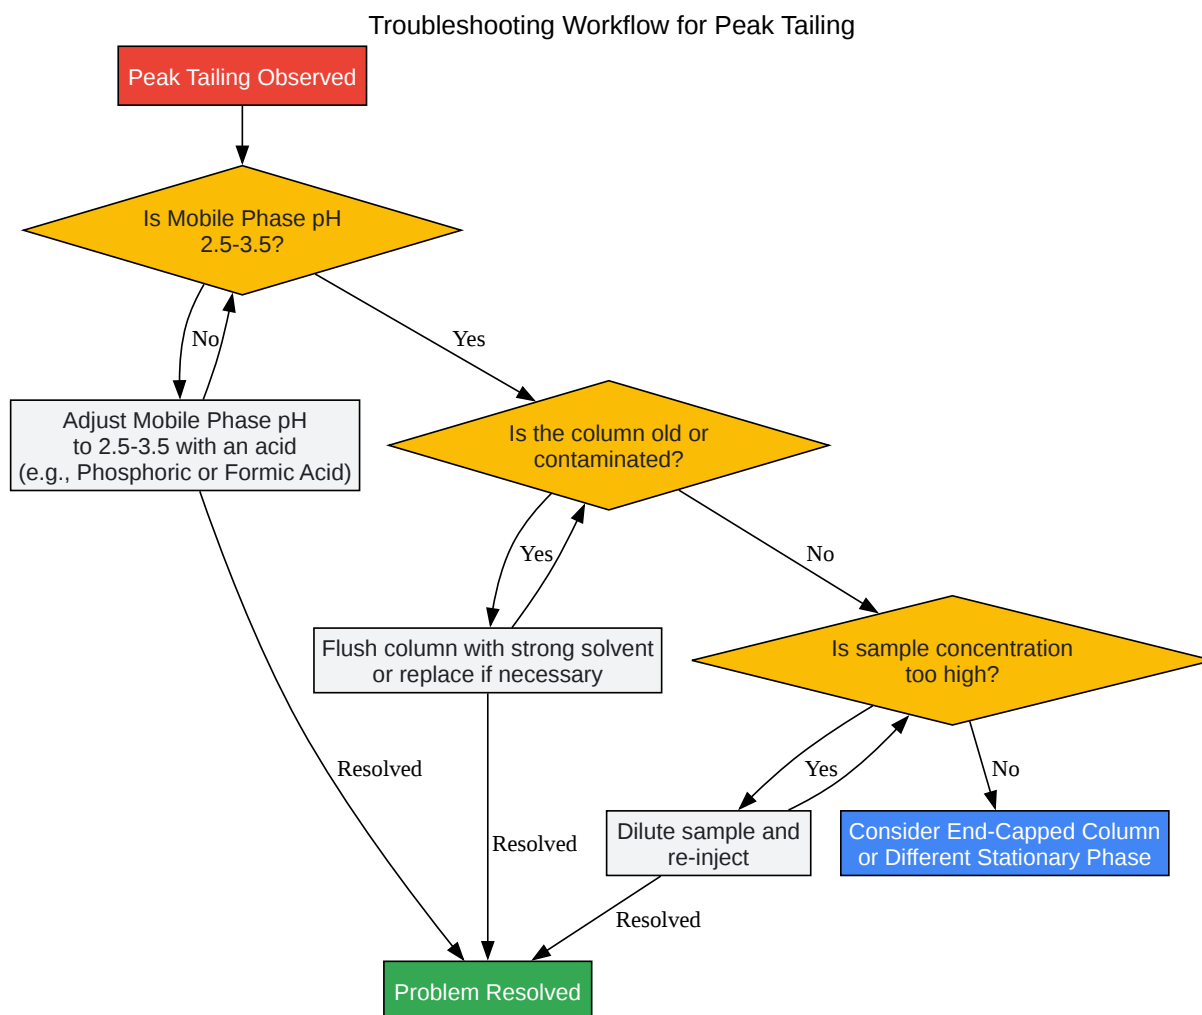 Troubleshooting Workflow for Peak Tailing
Peak Tailing Observed
Is Mobile Phase pH
2.5-3.5?
No
Yes
Adjust Mobile Phase pH
to 2.5-3.5 with an acid
(e.g., Phosphoric or Formic Acid)
Is the column old or
contaminated?
Yes
No
Flush column with strong solvent
or replace if necessary
Is sample concentration
too high?
Resolved
Yes
No
Dilute sample and
re-inject
Consider End-Capped Column
or Different Stationary Phase
Resolved
Resolved
Problem Resolved